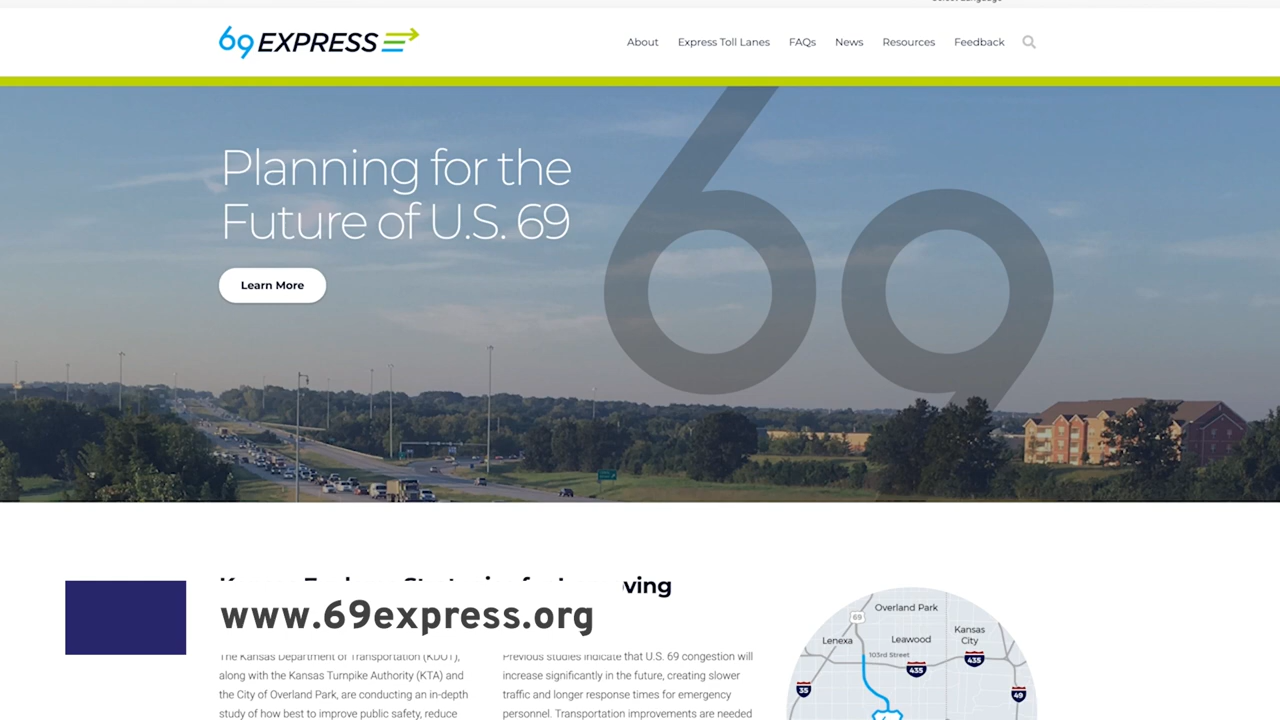 69 EXPRESS
About Express Toll Lanes FAQs News Resources Feedback
Planning for the
Future of U.S. 69
Learn More
69
ving
www.69express.org
The Kansas Department of Transportation (KDOT),
along with the Kansas Turnpike Authority (KTA) and
the City of Overland Park, are conducting an in-depth
study of how best to improve public safety, reduce
Previous studies indicate that U.S. 69 congestion will
increase significantly in the future, creating slower
traffic and longer response times for emergency
personnel. Transportation improvements are needed
Overland Park
69
Kansas
City
Lenexa
Leawood
103rd Street
435
435
35
49